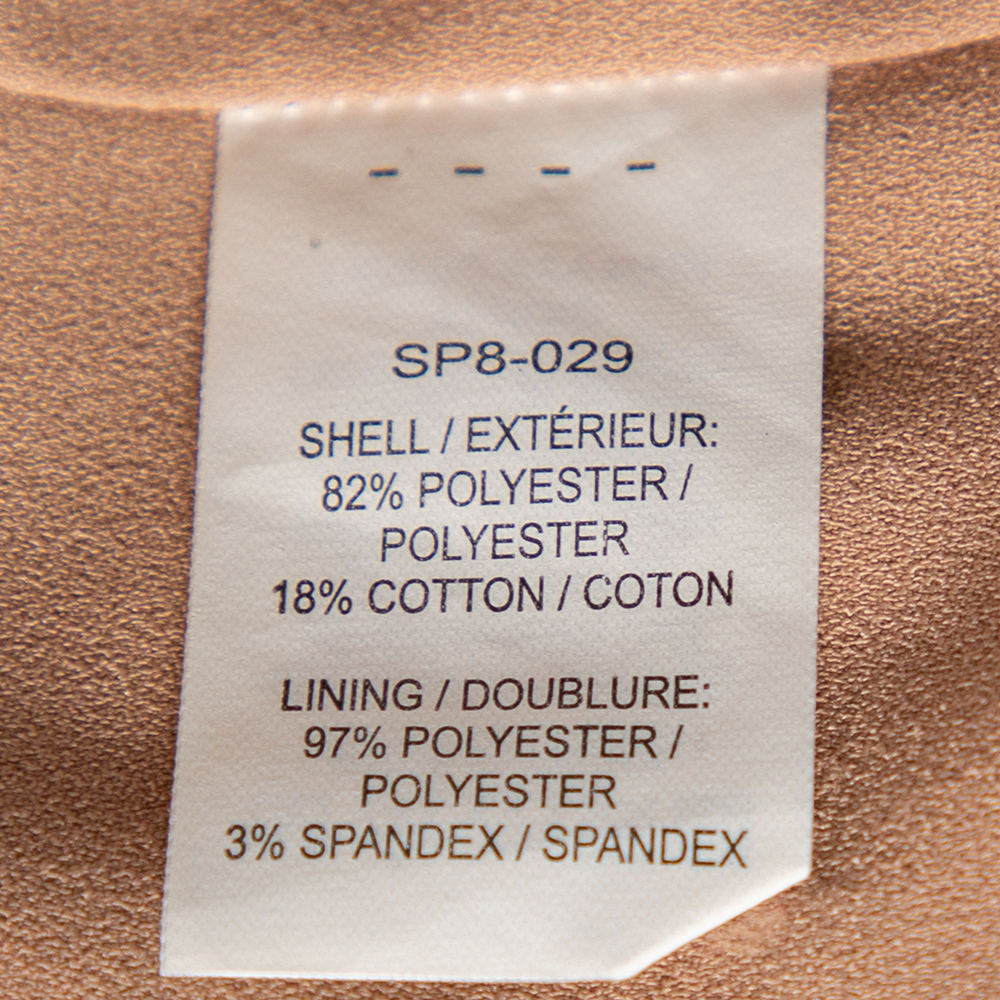 - - - -
SP8-029
SHELL / EXTÉRIEUR:
82% POLYESTER /
POLYESTER
18% COTTON / COTON
LINING / DOUBLURE:
97% POLYESTER /
POLYESTER
3% SPANDEX / SPANDEX